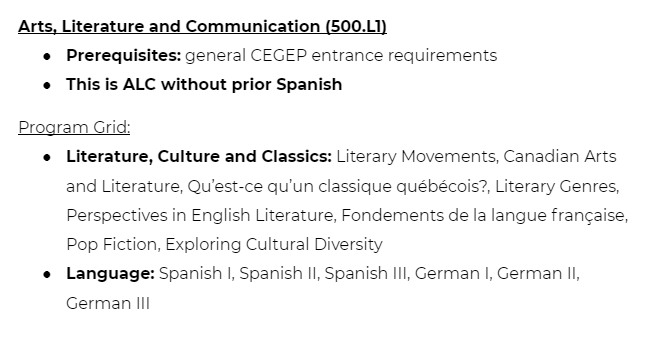 Arts, Literature and Communication (500.L1)
● Prerequisites: general CEGEP entrance requirements
● This is ALC without prior Spanish
Program Grid:
● Literature, Culture and Classics: Literary Movements, Canadian Arts
and Literature, Qu'est-ce qu'un classique québécois?, Literary Genres,
Perspectives in English Literature, Fondements de la langue française,
Pop Fiction, Exploring Cultural Diversity
● Language: Spanish I, Spanish II, Spanish III, German I, German II,
German III